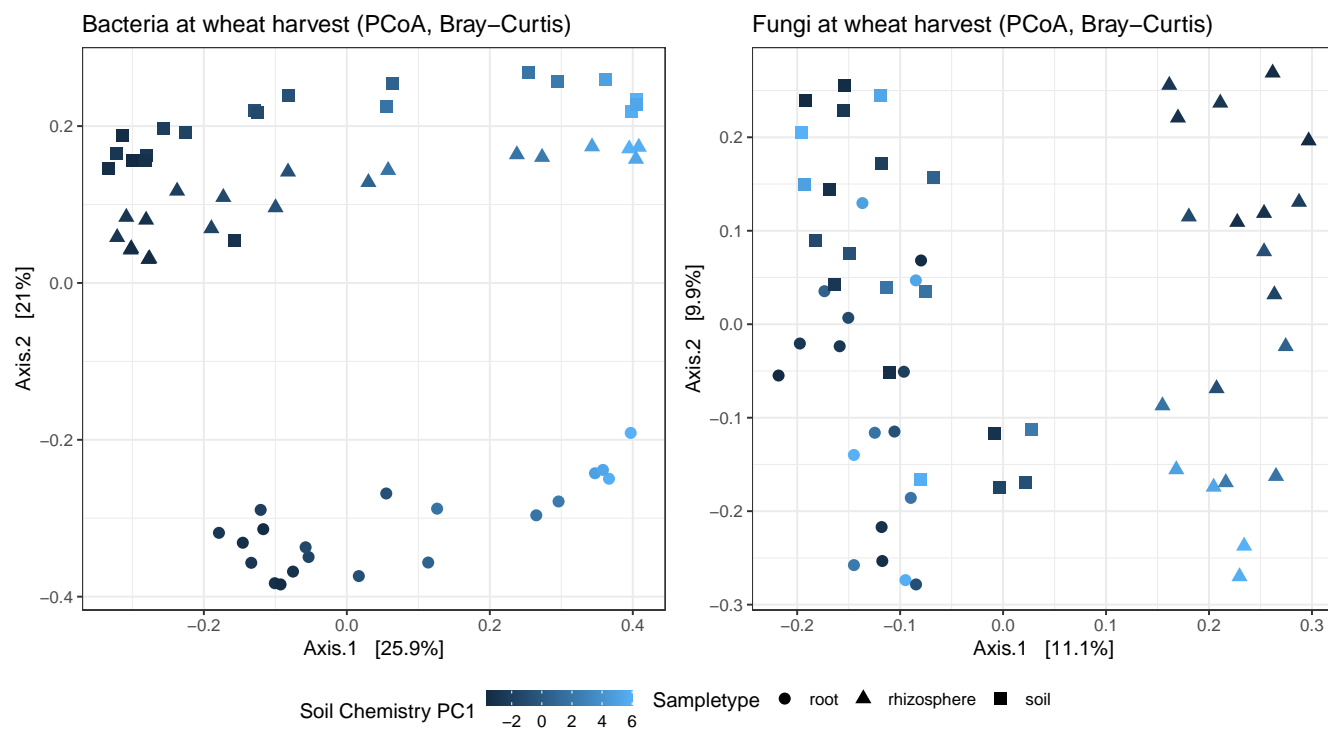 Bacteria at wheat harvest (PCoA, Bray−Curtis)
0.2
0.0
−0.2
−0.4
Axis.2 [21%]
−0.2
0.0
0.2
0.4
Axis.1 [25.9%]
Fungi at wheat harvest (PCoA, Bray−Curtis)
0.2
0.1
0.0
−0.1
−0.2
−0.3
Axis.2 [9.9%]
−0.2
−0.1
0.0
0.1
0.2
0.3
Axis.1 [11.1%]
Soil Chemistry PC1
−2 0 2 4 6
Sampletype root rhizosphere soil